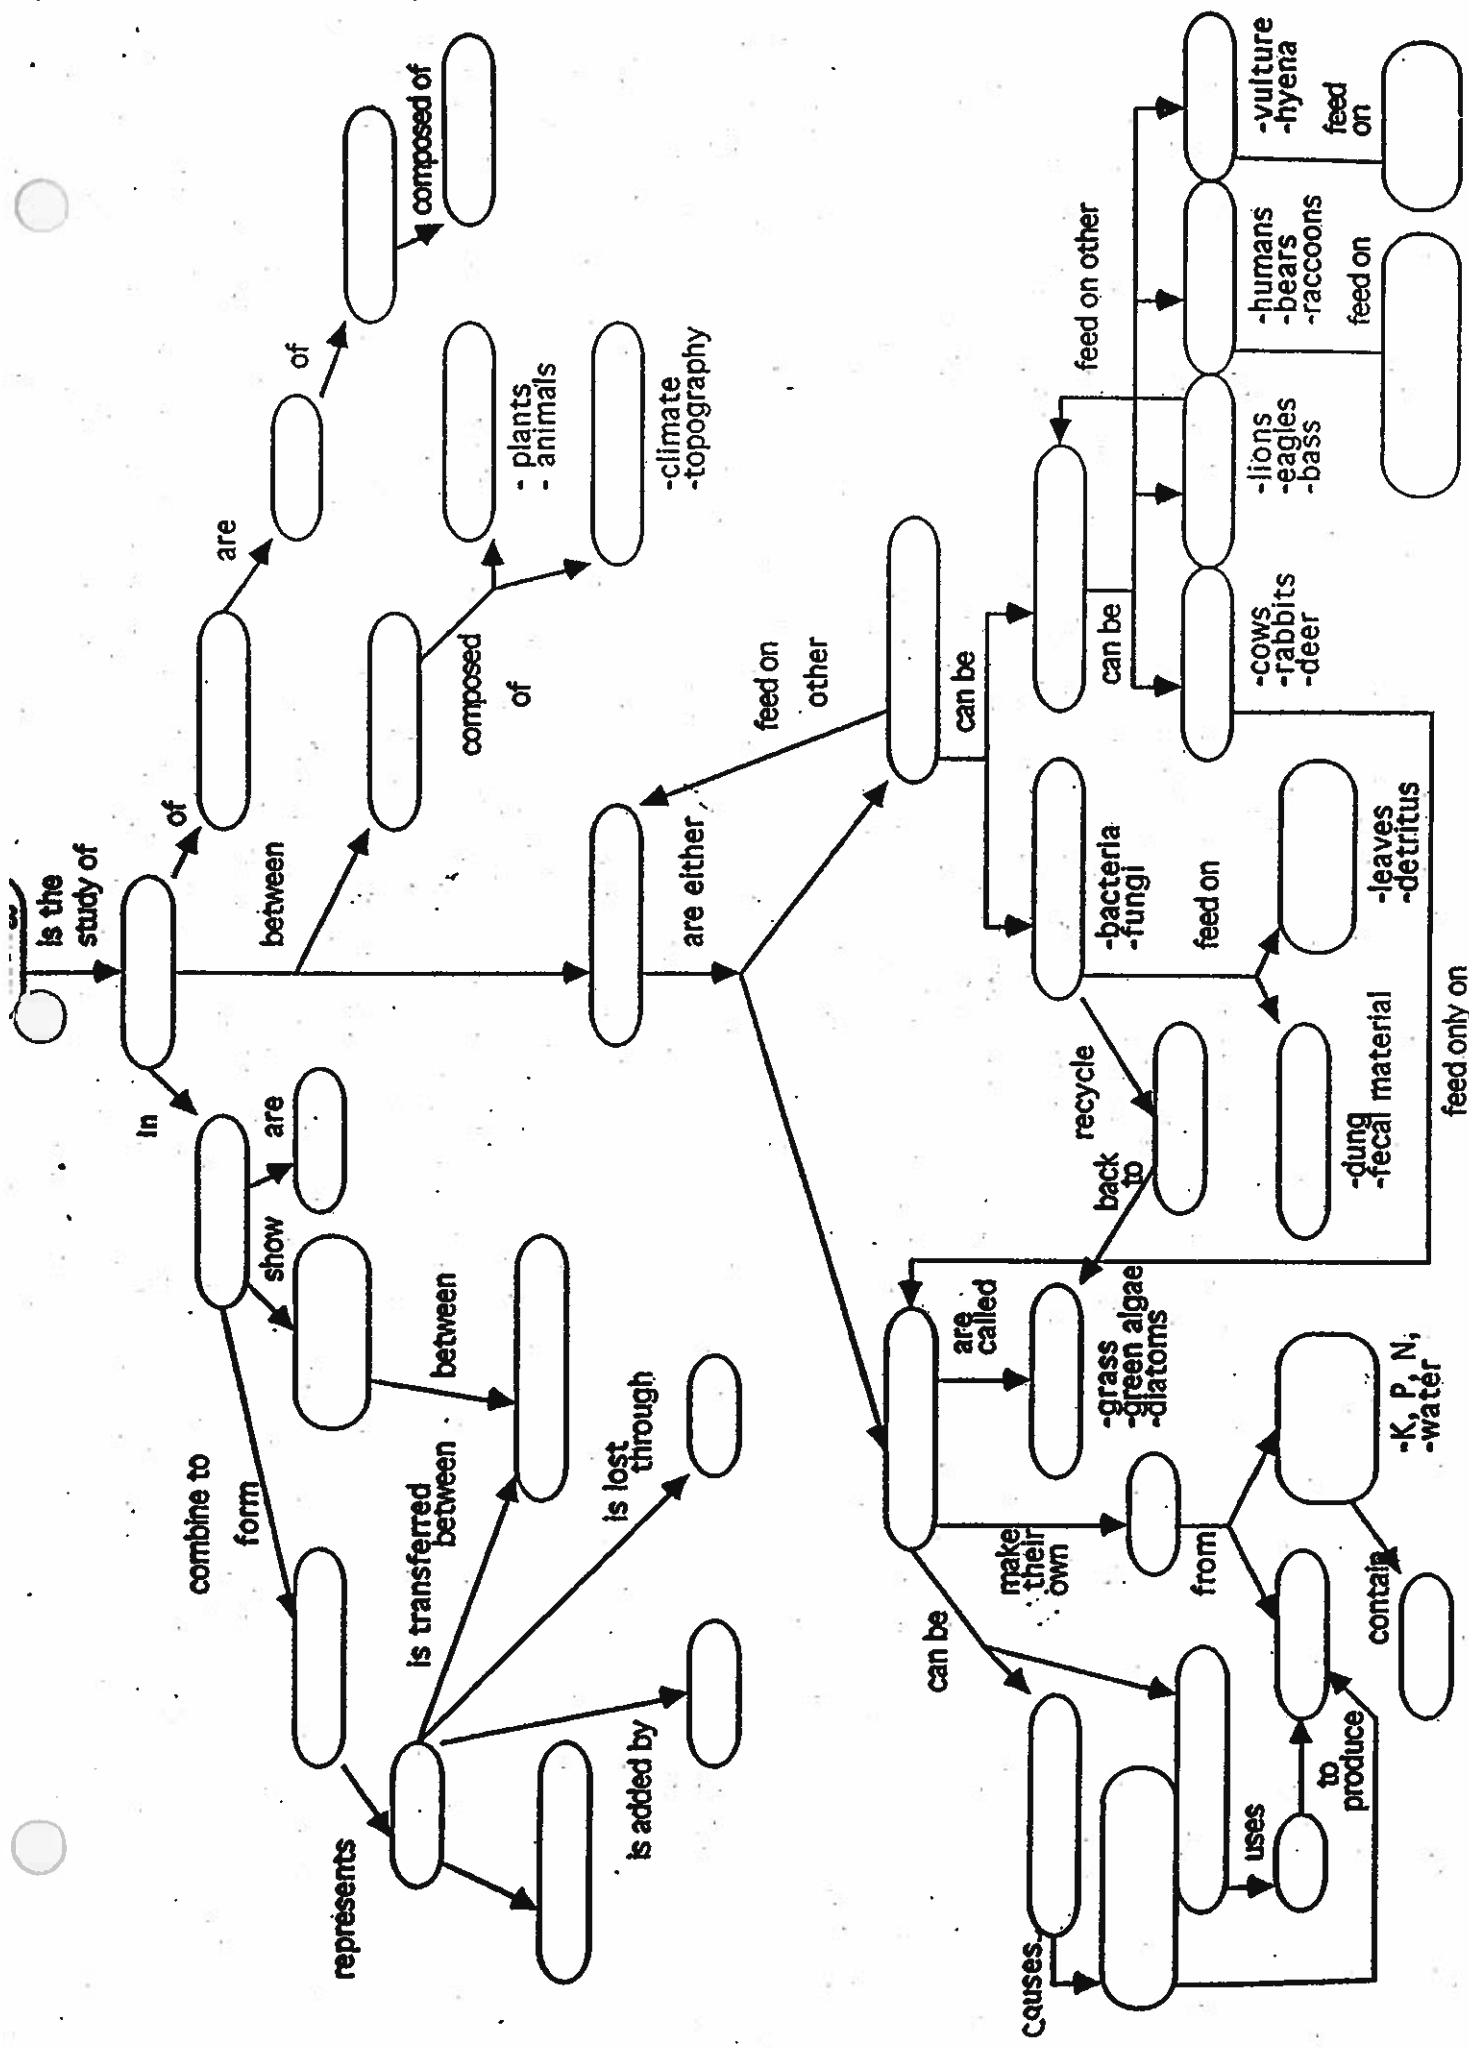 is the
study of
of
are
of
composed of
between
composed
of
- plants
- animals
-climate
-topography
In
are
show
between
combine to
form
represents
is transferred
between
is lost
through
is added by
are either
feed on
other
can be
feed on other
can be
-bacteria
-fungi
feed on
-leaves
-detritus
-dung
-fecal material
recycle
back
to
-cows
-rabbits
-deer
-lions
-eagles
-bass
-humans
-bears
-raccoons
feed on
-vulture
-hyena
feed
on
feed only on
are
called
-grass
-green algae
-diatoms
make
their
own
from
-K, P, N,
-water
contain
can be
causes
uses
to
produce